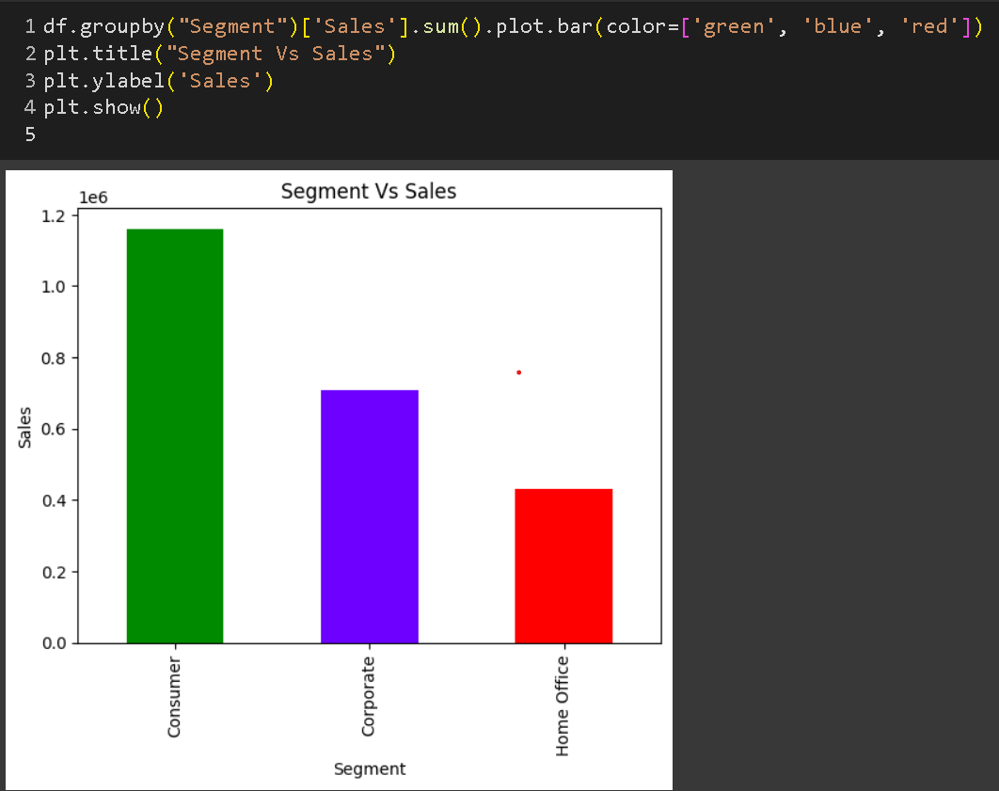 1 df.groupby("Segment")['Sales'].sum().plot.bar(color=['green', 'blue', 'red'])
2 plt.title("Segment Vs Sales")
3 plt.ylabel('Sales')
4 plt.show()
5
Segment Vs Sales
1e6
1.2
1.0
0.8
0.6
0.4
0.2
0.0
Sales
Consumer
Corporate
Home Office
Segment